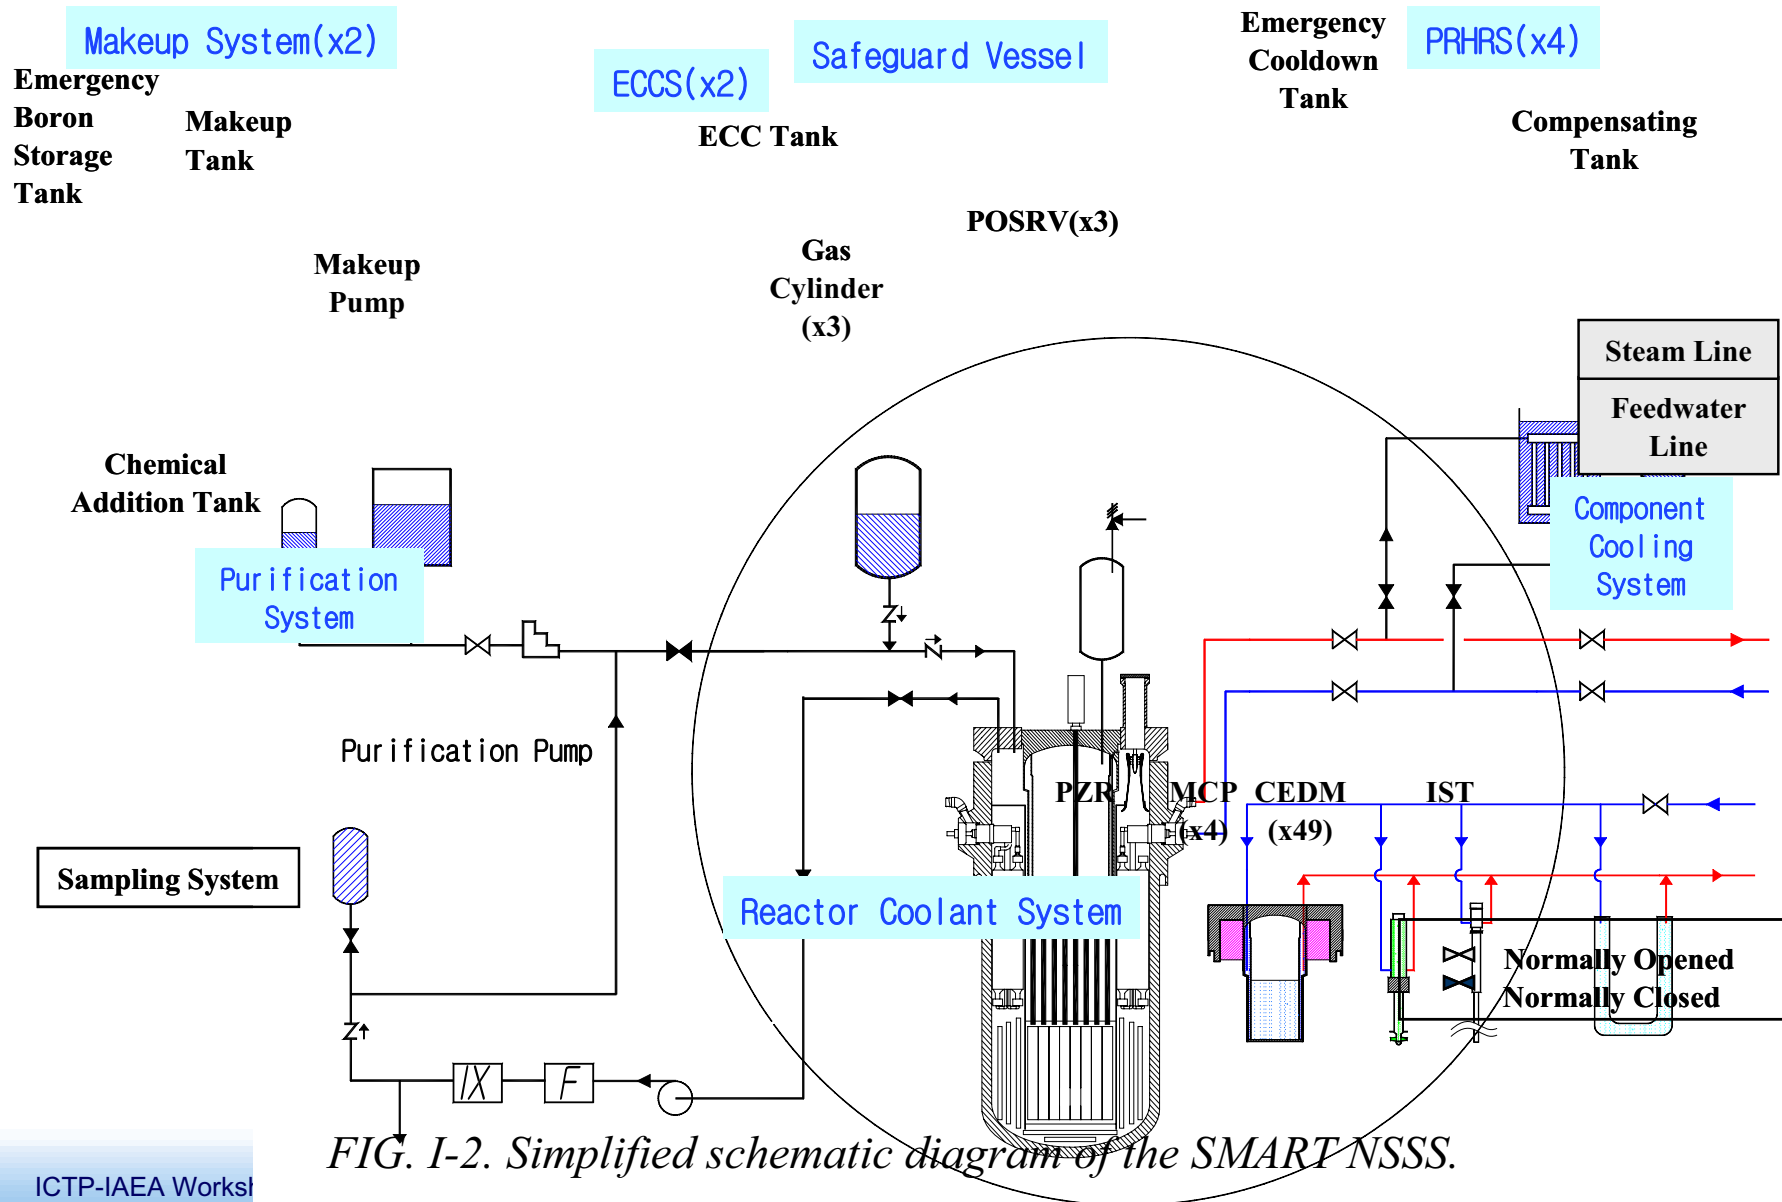 Makeup System(x2)
Emergency
Boron
Storage
Tank
Makeup
Tank
ECCS(x2)
ECC Tank
Safeguard Vessel
Emergency
Cooldown
Tank
PRHRS(x4)
Compensating
Tank
POSRV(x3)
Makeup
Pump
Gas
Cylinder
(x3)
Steam Line
Feedwater
Line
Chemical
Addition Tank
Component
Cooling
System
Purification
System
Purification Pump
PZR
MCP
(x4)
CEDM
(x49)
IST
Sampling System
Reactor Coolant System
Normally Opened
Normally Closed
IX
F
FIG. I-2. Simplified schematic diagram of the SMART NSSS.
ICTP-IAEA